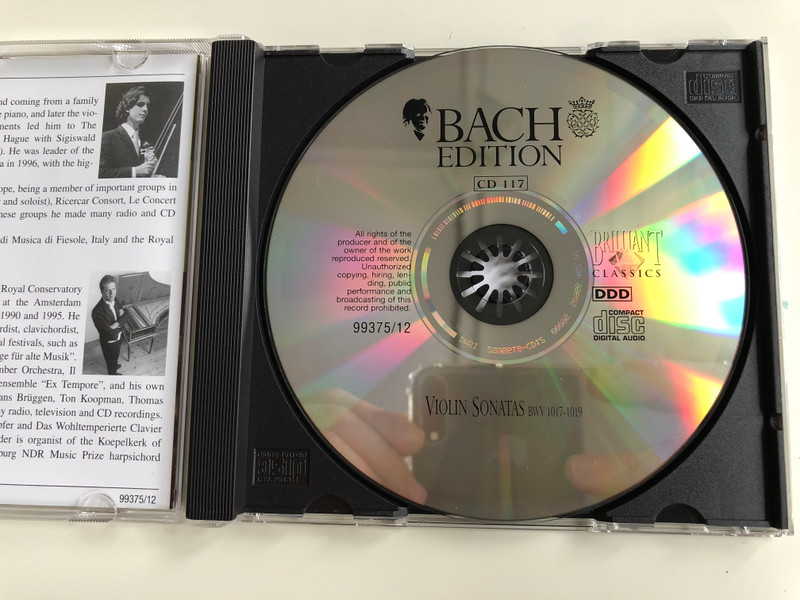 nd coming from a family
e piano, and later the vio-
ments led him to The
Hague with Sigiswald
). He was leader of the
a in 1996, with the hig-
ope, being a member of important groups in
and soloist), Ricercar Consort, Le Concert
hese groups he made many radio and CD
di Musica di Fiesole, Italy and the Royal
Royal Conservatory
at the Amsterdam
1990 and 1995. He
rdist, clavichordist,
al festivals, such as
ge für alte Musik".
mber Orchestra, Il
ensemble "Ex Tempore", and his own
ans Brüggen, Ton Koopman, Thomas
y radio, television and CD recordings.
pfer and Das Wohltemperierte Clavier
der is organist of the Koepelkerk of
burg NDR Music Prize harpsichord
99375/12
BACH
EDITION
CD 117
All rights of the
producer and of the
owner of the work
reproduced reserved.
Unauthorized
copying, hiring, len-
ding, public
performance and
broadcasting of this
record prohibited.
99375/12
BRILLIANT
CLASSICS
DDD
COMPACT
disc
DIGITAL AUDIO
VIOLIN SONATAS BWV 1017-1019
COMPACT
disc
DIGITAL AUDIO